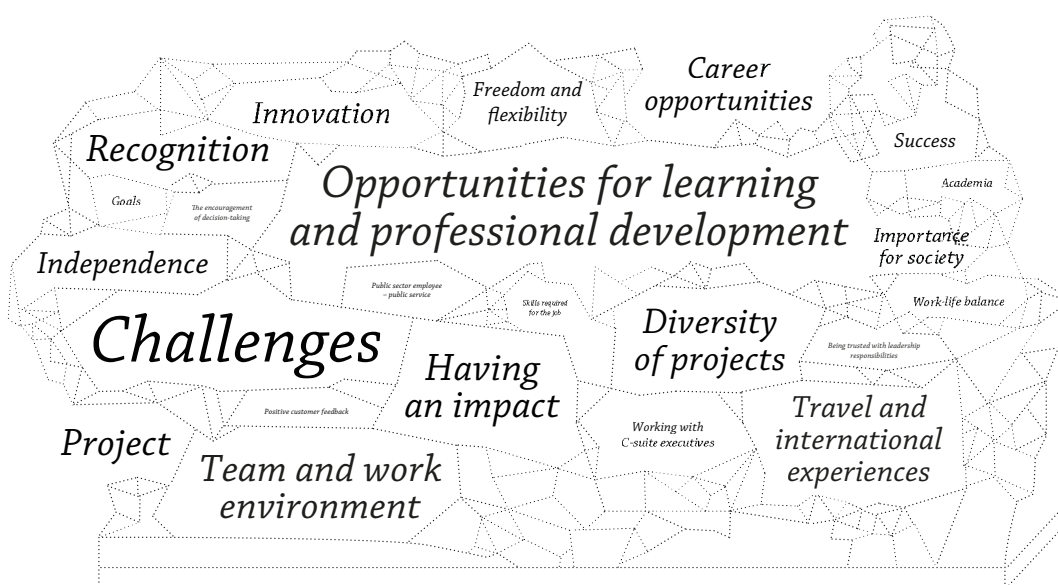 Career
opportunities
Freedom and
flexibility
Innovation
Recognition
Success
Opportunities for learning
and professional development
Academia
Goals
The encouragement
of decision-taking
Importance
for society
Independence
Public sector employee
– public service
Skills required
for the job
Work-life balance
Challenges
Diversity
of projects
Being trusted with leadership
responsibilities
Having
an impact
Positive customer feedback
Travel and
international
experiences
Working with
C-suite executives
Project
Team and work
environment